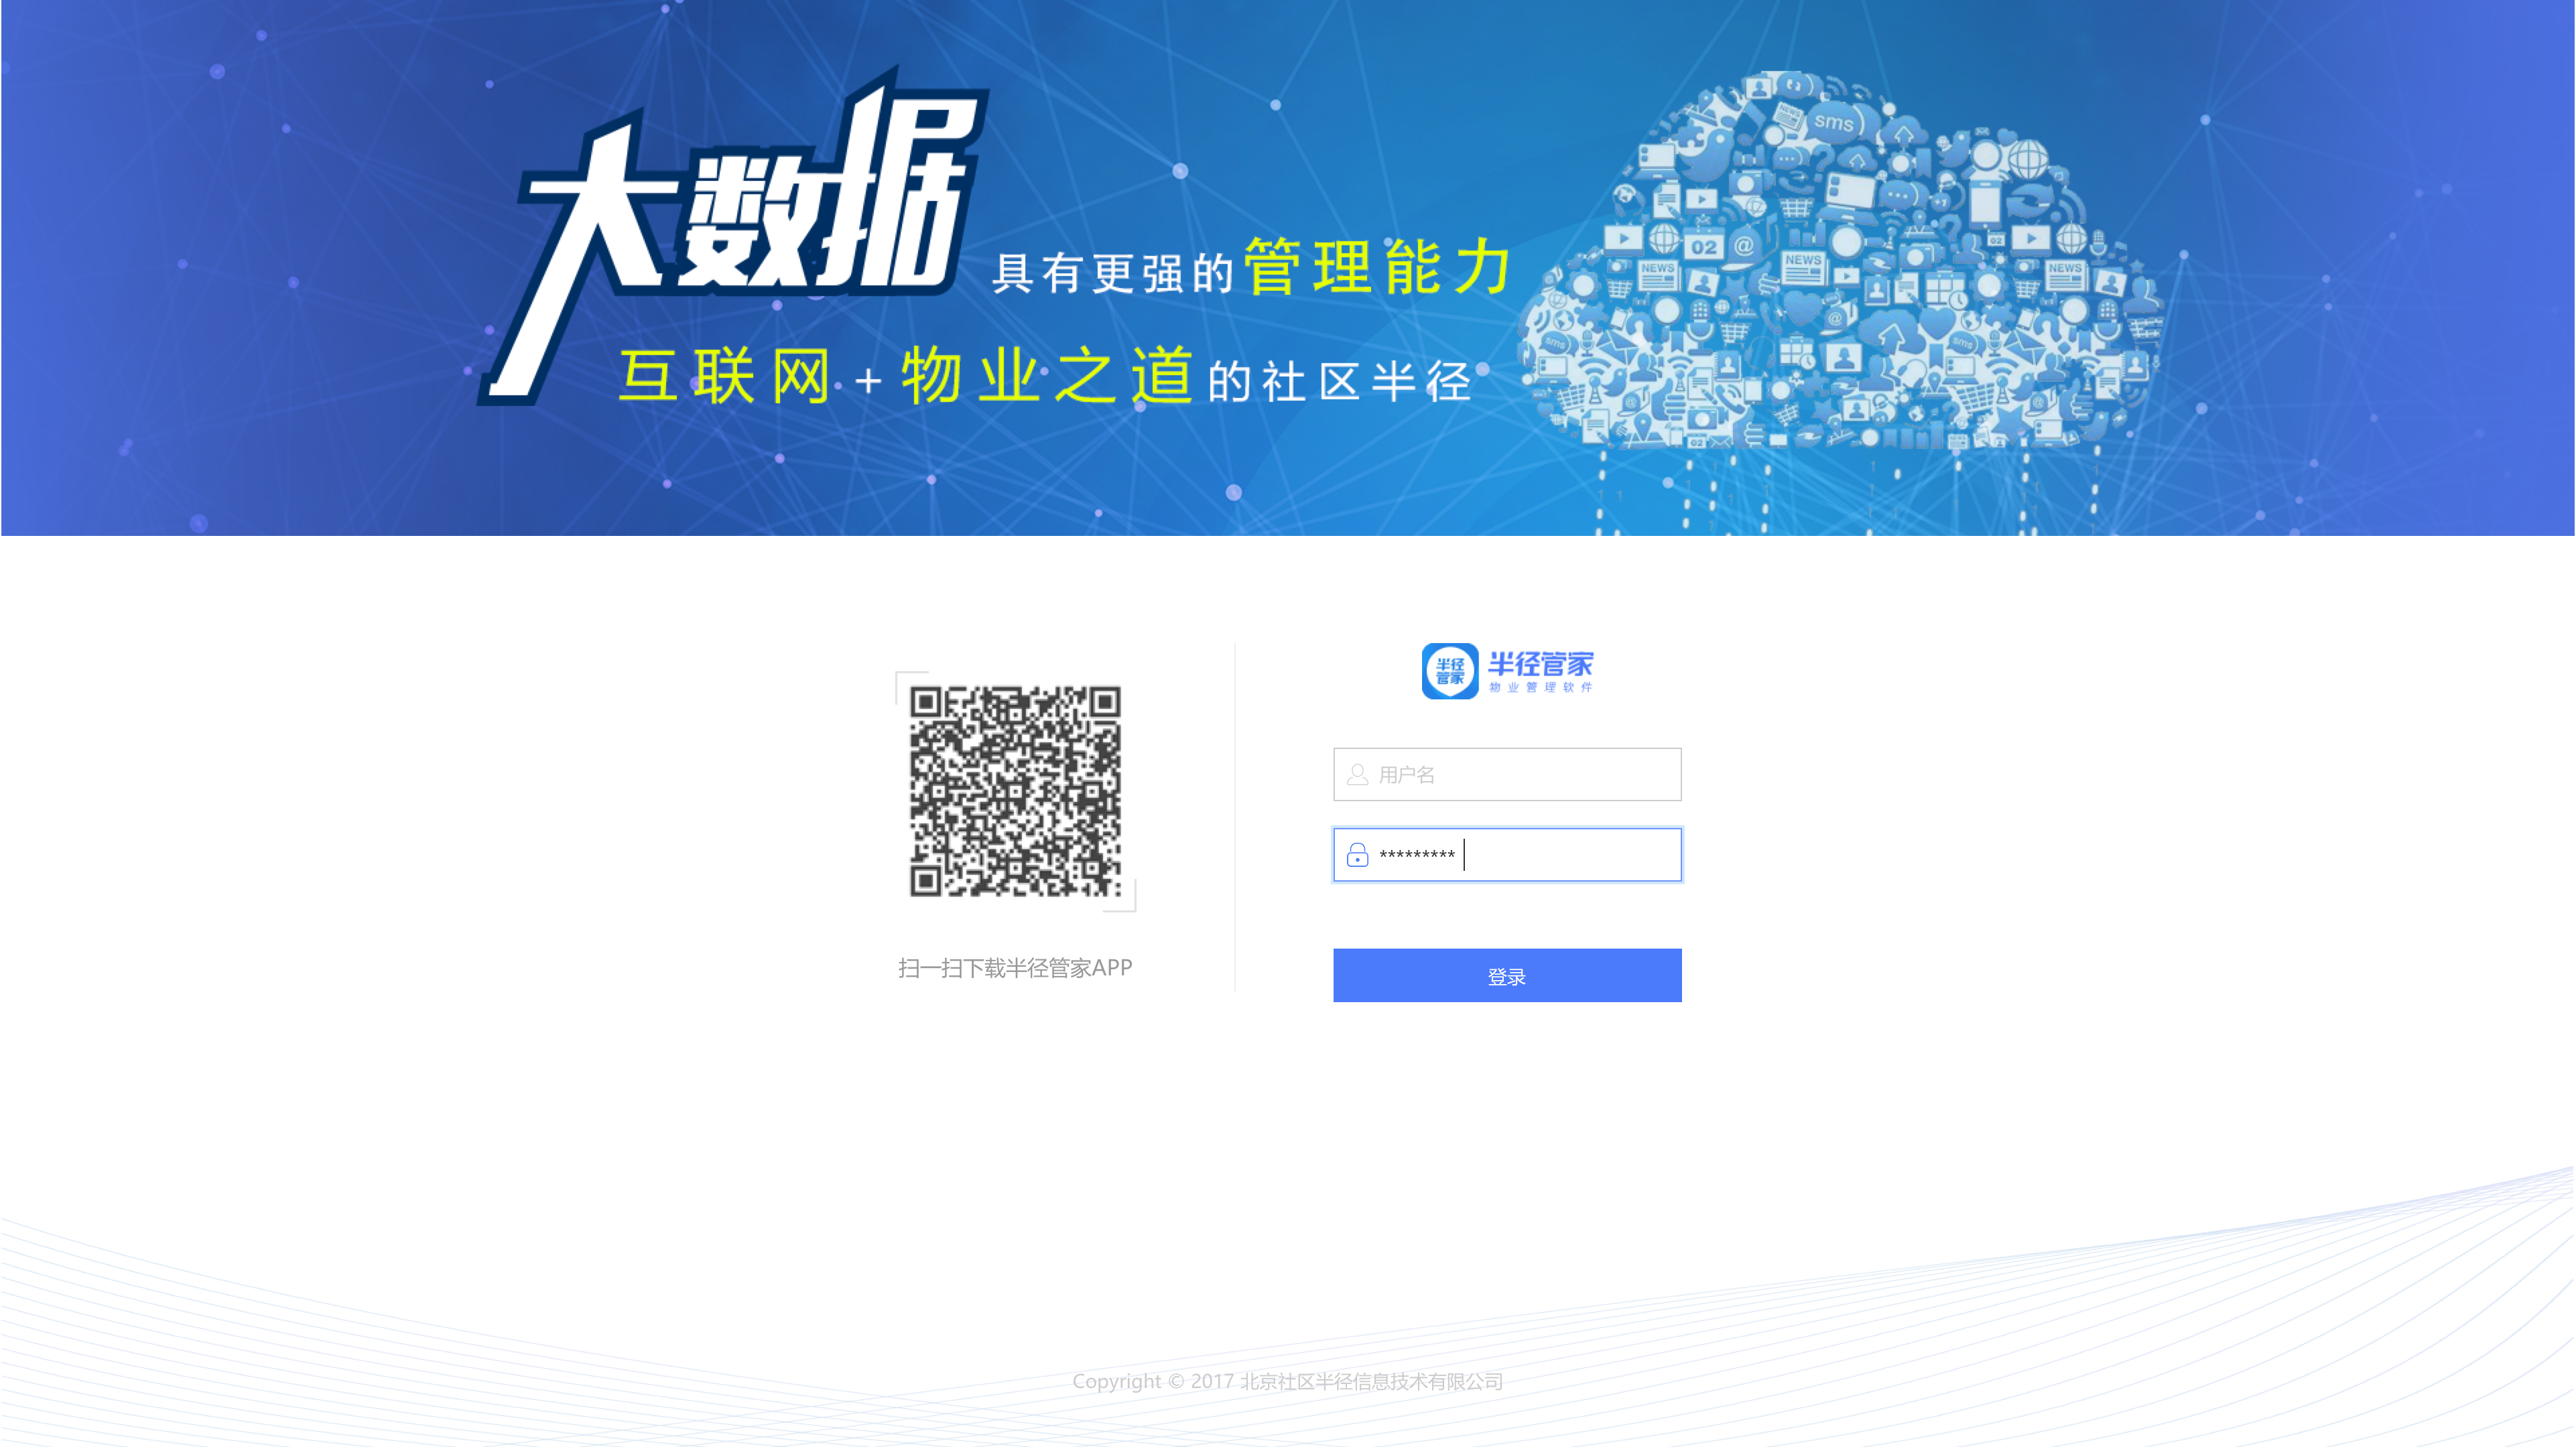 大数据
具有更强的管理能力
互联网+物业之道的社区半径
sms
NEWS
02
@
NEWS
NEWS
NEWS
02
sms
sms
02
半径
管家
半径管家
物业管理软件
用户名
*********
扫一扫下载半径管家APP
登录
Copyright © 2017 北京社区半径信息技术有限公司